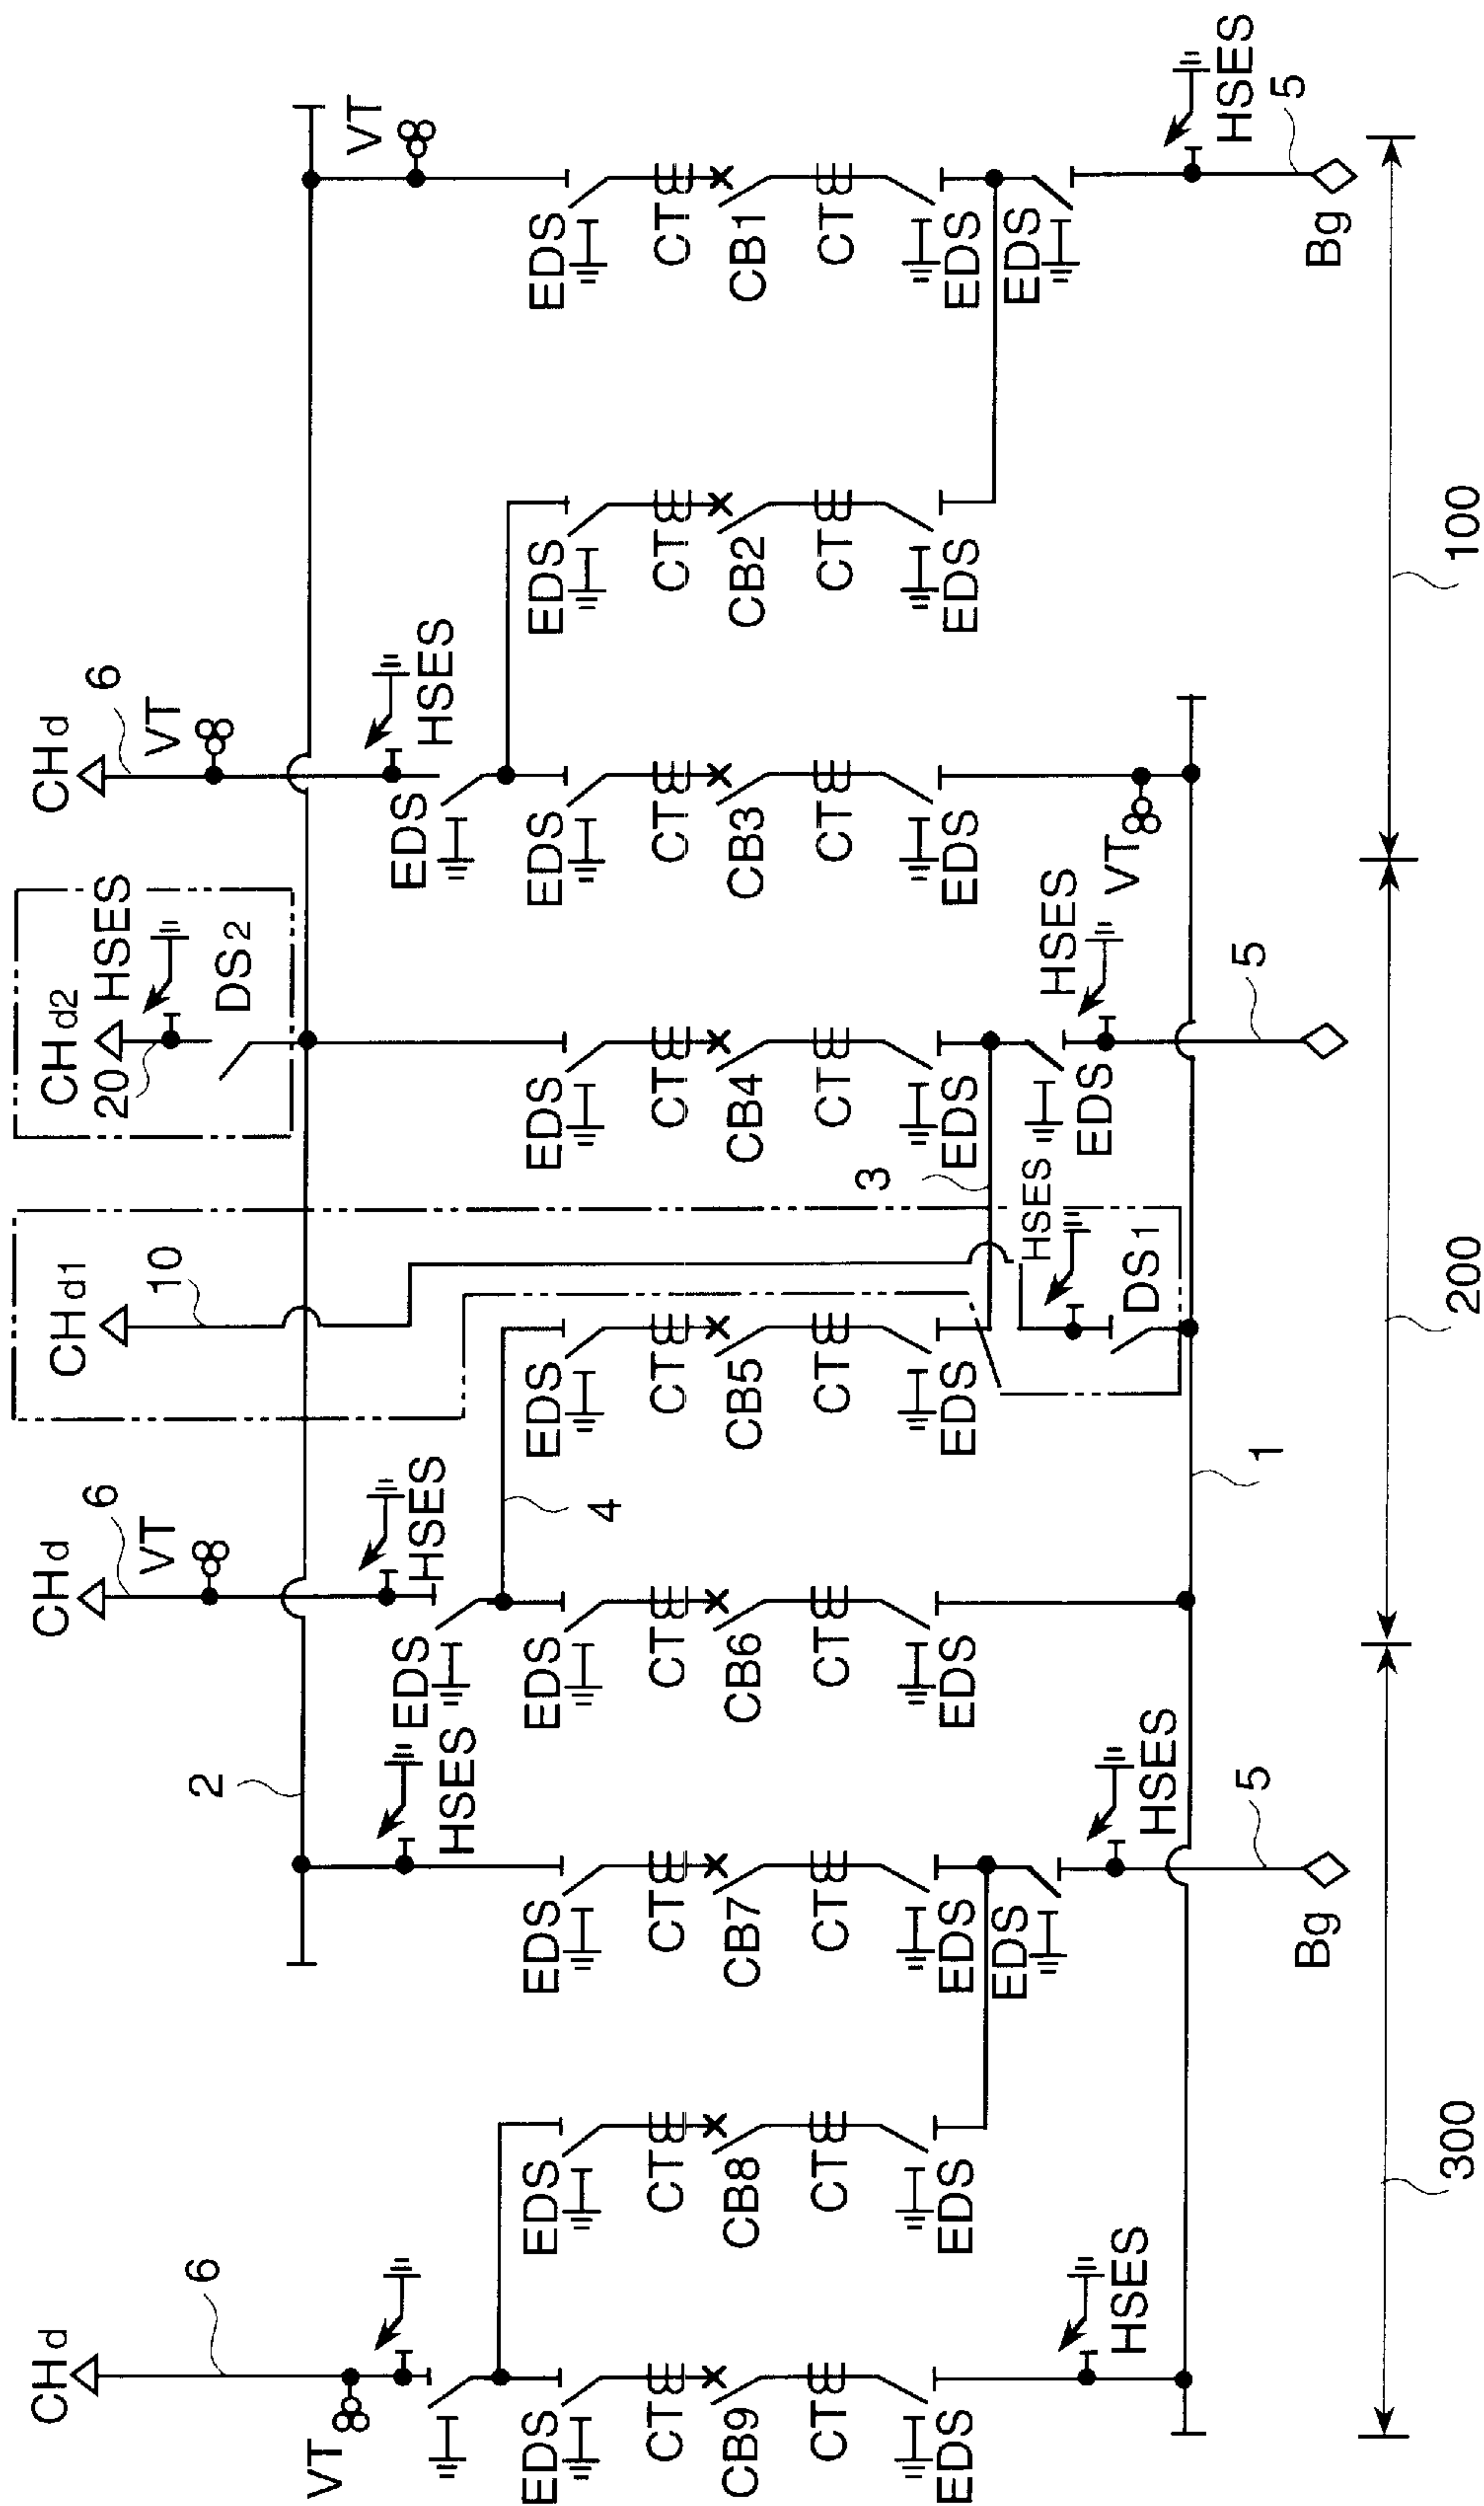 CHd
CHd
CHd1
CHd2
CHd
6
6
VT
10
20
HSES
6
VT
2
DS2
VT
VT
HSES
EDS
HSES
EDS
HSES
EDS EDS EDS EDS EDS EDS EDS EDS EDS
4
CT CT CT CT CT CT CT CT CT
CB9 CB8 CB7 CB6 CB5 CB4 CB3 CB2 CB1
CT CT CT CT CT CT CT CT CT
3
EDS EDS EDS EDS EDS EDS EDS EDS EDS
EDS
HSES
HSES
EDS
EDS
HSES
HSES
DS1
VT
HSES
5
1
5
5
Bg
Bg
300
200
100